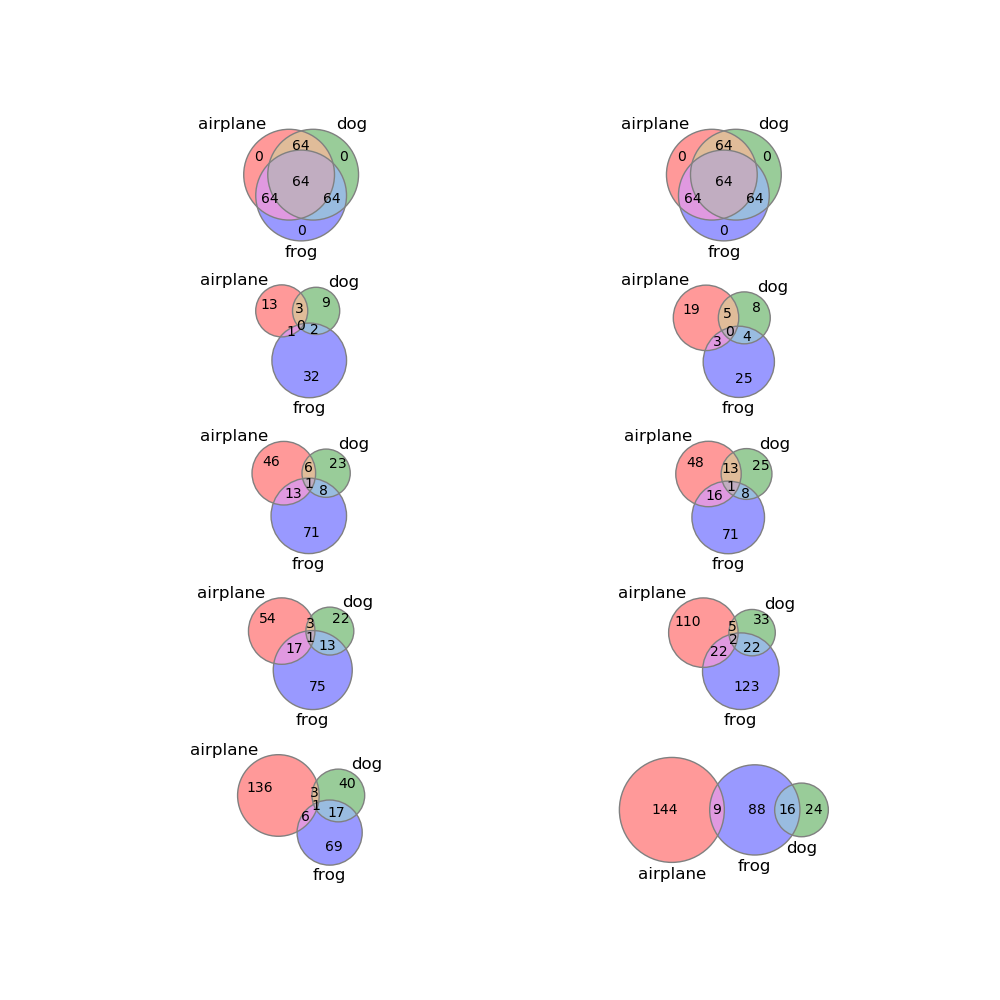 airplane dog
0 64 0
64
64 64
0
frog
airplane dog
0 64 0
64
64 64
0
frog
airplane dog
13 3 9
1 0 2
32
frog
airplane dog
19 5 8
3 0 4
25
frog
airplane dog
46 6 23
13 1 8
71
frog
airplane dog
48 13 25
16 1 8
71
frog
airplane dog
54 3 22
1
17 13
75
frog
airplane dog
110 5 33
2
22 22
123
frog
airplane dog
136 3 40
1
6 17
69
frog
144 9 88 16 24
dog
frog
airplane